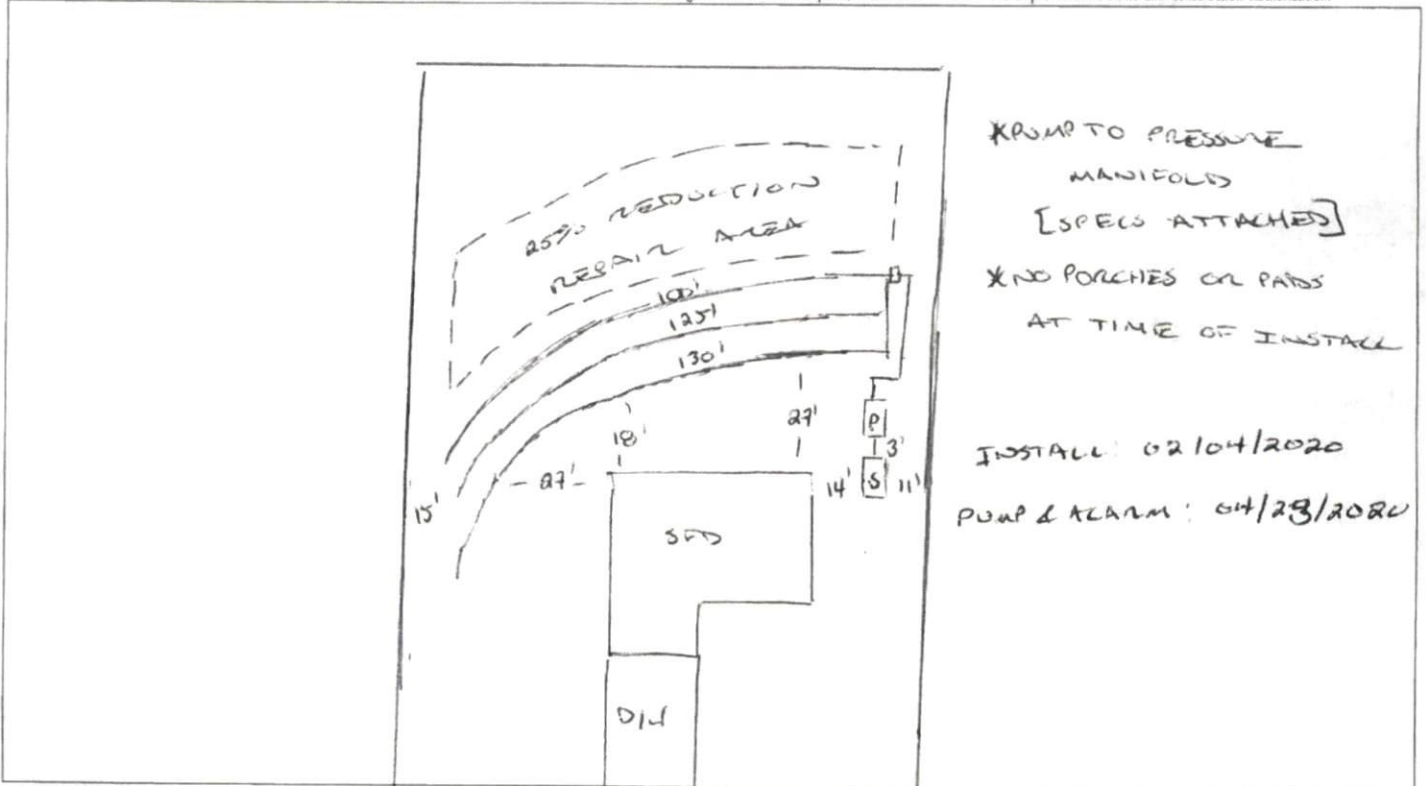 25% REDUCTION
REPAIR AREA
100'
125'
130'
18'
27'
27'
15'
P
3'
S
14'
11'
SFD
D/W
*PUMP TO PRESSURE
MANIFOLD
[SPECS ATTACHED]
*NO PORCHES OR PADS
AT TIME OF INSTALL
INSTALL: 02/04/2020
PUMP & ALARM: 04/23/2020